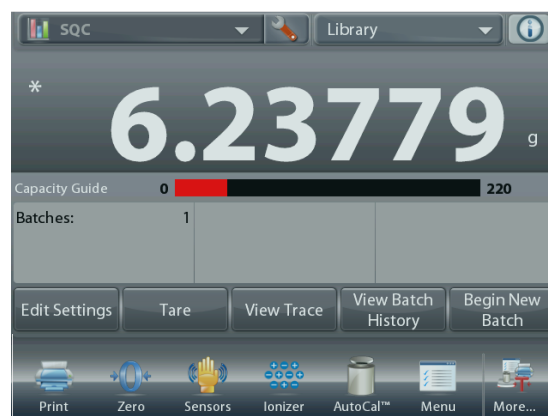 SQC
Library
*
6.23779 g
Capacity Guide 0 220
Batches: 1
Edit Settings
Tare
View Trace
View Batch
History
Begin New
Batch
Print
Zero
Sensors
Ionizer
AutoCal™
Menu
More...